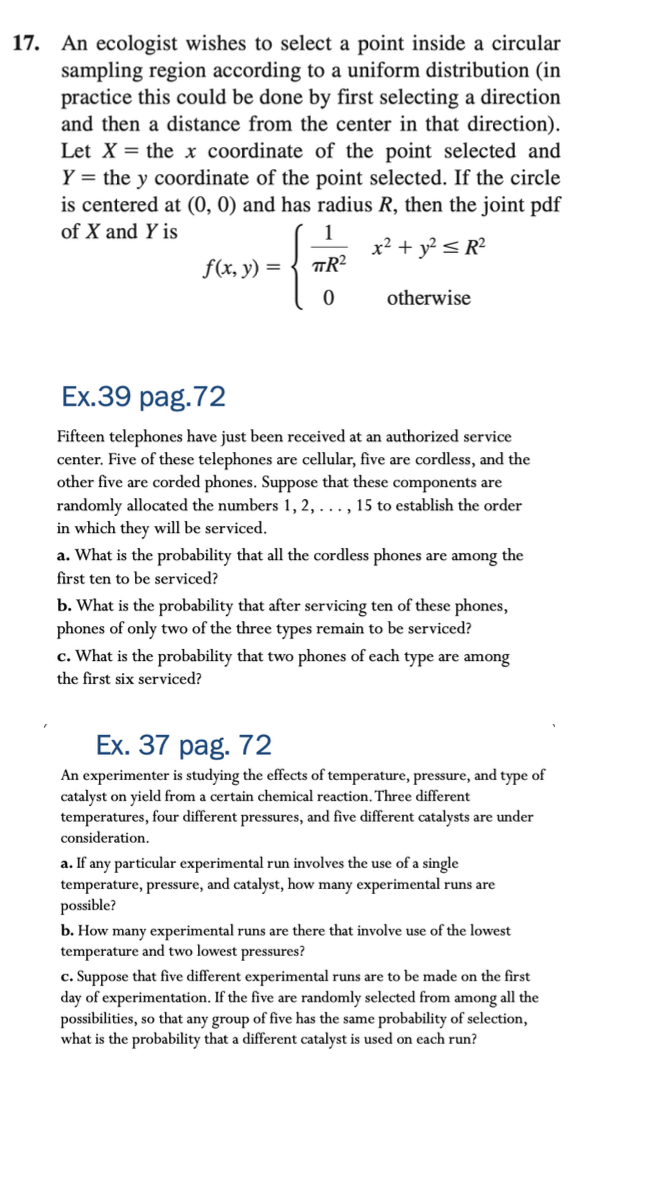 17. An ecologist wishes to select a point inside a circular
sampling region according to a uniform distribution (in
practice this could be done by first selecting a direction
and then a distance from the center in that direction).
Let X = the x coordinate of the point selected and
Y = the y coordinate of the point selected. If the circle
is centered at (0, 0) and has radius R, then the joint pdf
of X and Y is
f(x, y) = { 1/πR² x² + y² ≤ R²
0 otherwise
Ex.39 pag.72
Fifteen telephones have just been received at an authorized service
center. Five of these telephones are cellular, five are cordless, and the
other five are corded phones. Suppose that these components are
randomly allocated the numbers 1, 2, . . . , 15 to establish the order
in which they will be serviced.
a. What is the probability that all the cordless phones are among the
first ten to be serviced?
b. What is the probability that after servicing ten of these phones,
phones of only two of the three types remain to be serviced?
c. What is the probability that two phones of each type are among
the first six serviced?
Ex. 37 pag. 72
An experimenter is studying the effects of temperature, pressure, and type of
catalyst on yield from a certain chemical reaction. Three different
temperatures, four different pressures, and five different catalysts are under
consideration.
a. If any particular experimental run involves the use of a single
temperature, pressure, and catalyst, how many experimental runs are
possible?
b. How many experimental runs are there that involve use of the lowest
temperature and two lowest pressures?
c. Suppose that five different experimental runs are to be made on the first
day of experimentation. If the five are randomly selected from among all the
possibilities, so that any group of five has the same probability of selection,
what is the probability that a different catalyst is used on each run?